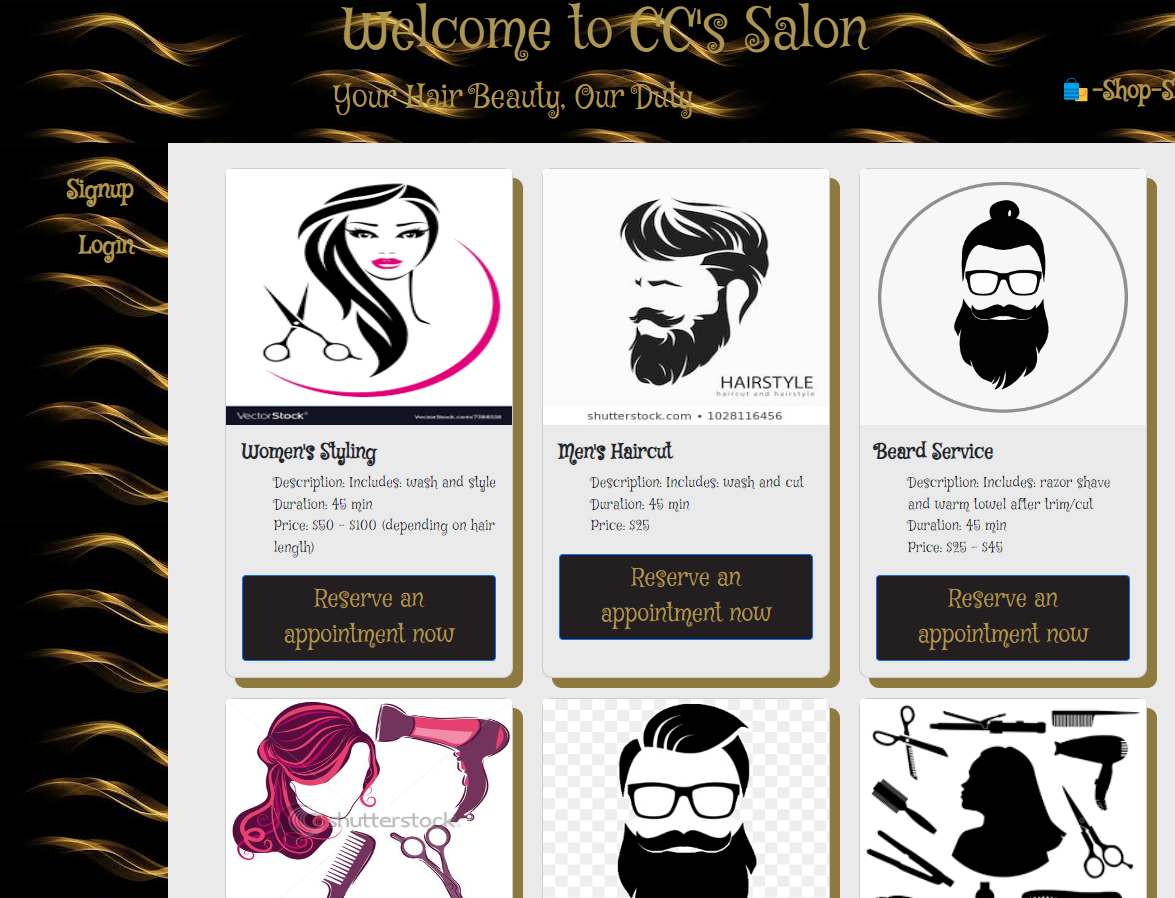 Welcome to CC's Salon
Your Hair Beauty, Our Duty
-Shop-
Signup
Login
VectorStock®
HAIRSTYLE
haircut and hairstyle
shutterstock.com • 1028116456
Women's Styling
Description: Includes: wash and style
Duration: 45 min
Price: $50 - $100 (depending on hair
length)
Reserve an
appointment now
Men's Haircut
Description: Includes: wash and cut
Duration: 45 min
Price: $25
Reserve an
appointment now
Beard Service
Description: Includes: razor shave
and warm towel after trim/cut
Duration: 45 min
Price: $25 - $45
Reserve an
appointment now
shutterstock